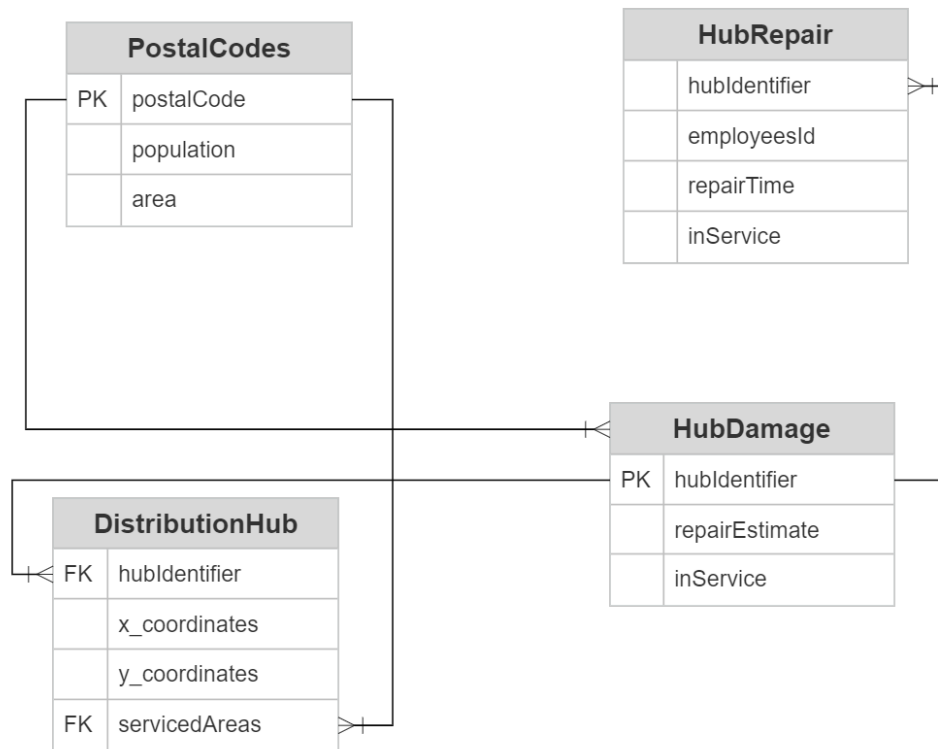 PostalCodes
PK postalCode
population
area
HubRepair
hubIdentifier
employeesId
repairTime
inService
HubDamage
PK hubIdentifier
repairEstimate
inService
DistributionHub
FK hubIdentifier
x_coordinates
y_coordinates
FK servicedAreas